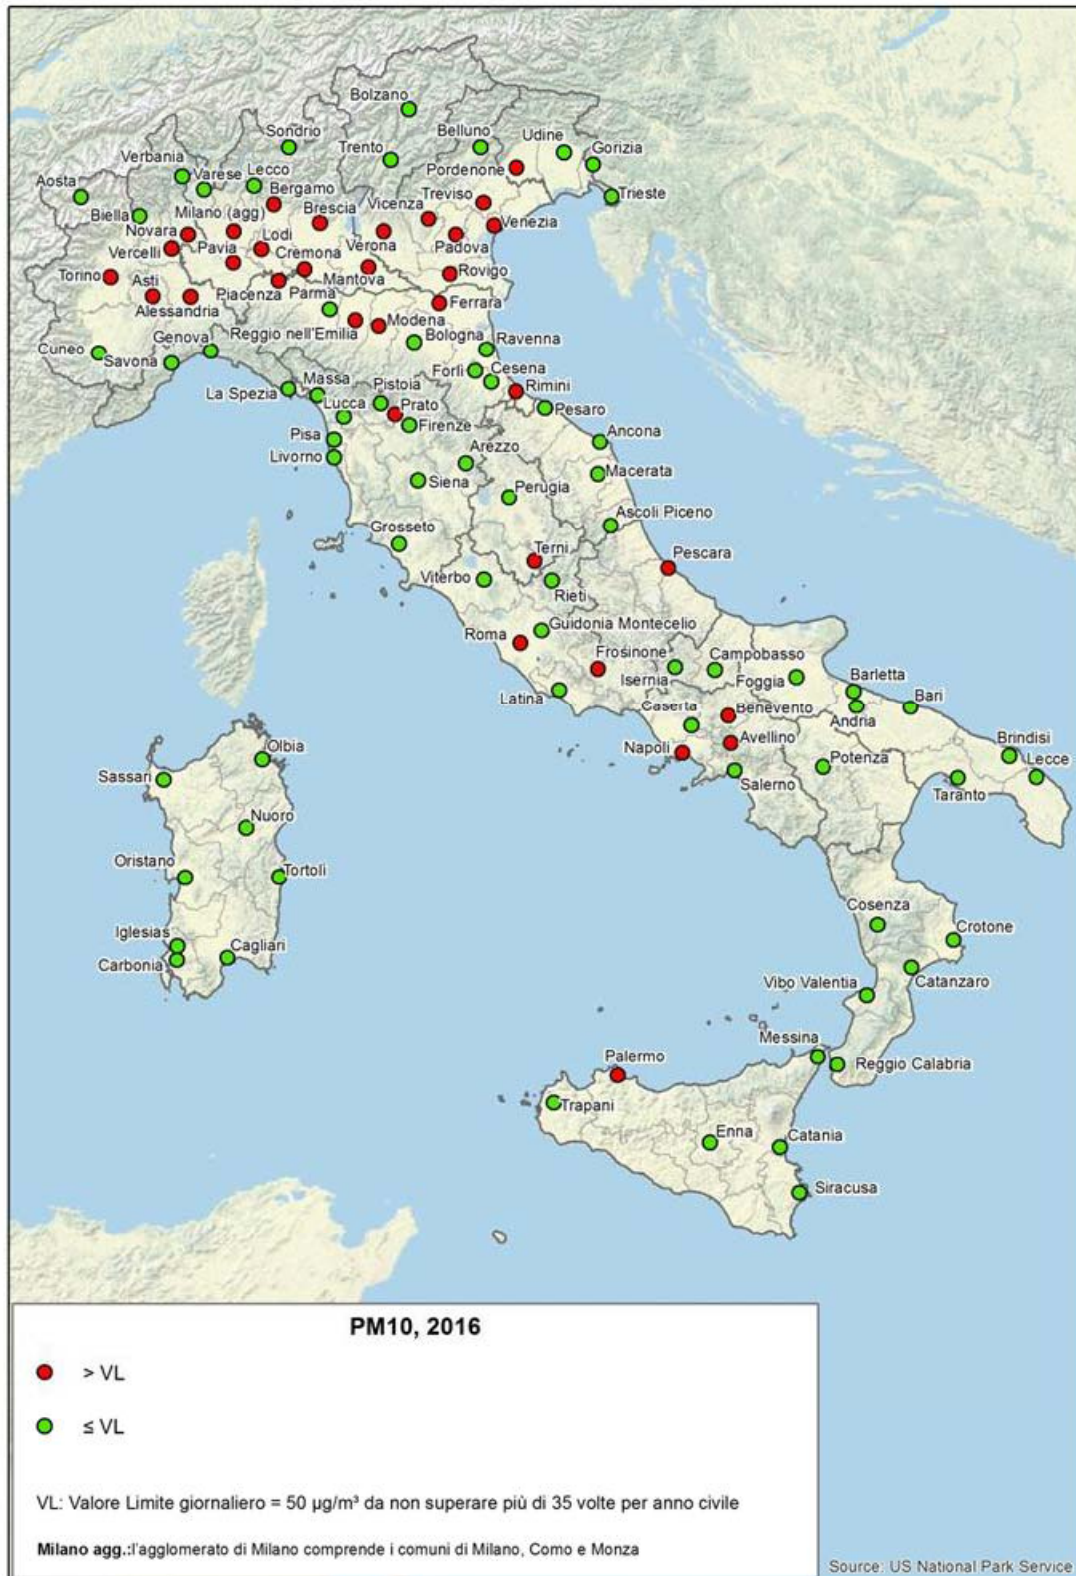 Bolzano
Sondrio
Belluno
Udine
Trento
Gorizia
Verbania
Varese
Lecco
Pordenone
Aosta
Bergamo
Treviso
Trieste
Biella
Milano (agg)
Brescia
Vicenza
Venezia
Novara
Lodi
Vercelli
Pavia
Cremona
Verona
Padova
Torino
Asti
Mantova
Rovigo
Piacenza
Parma
Alessandria
Ferrara
Genova
Reggio nell'Emilia
Modena
Bologna
Ravenna
Cuneo
Savona
Forlì
Cesena
La Spezia
Massa
Pistoia
Rimini
Lucca
Prato
Pesaro
Firenze
Pisa
Ancona
Livorno
Arezzo
Macerata
Siena
Perugia
Ascoli Piceno
Grosseto
Terni
Pescara
Viterbo
Rieti
Guidonia Montecelio
Roma
Frosinone
Campobasso
Isernia
Foggia
Barletta
Latina
Caserta
Benevento
Andria
Bari
Napoli
Avellino
Brindisi
Olbia
Potenza
Lecce
Sassari
Salerno
Taranto
Nuoro
Oristano
Tortolì
Cosenza
Crotone
Iglesias
Cagliari
Carbonia
Catanzaro
Vibo Valentia
Messina
Palermo
Reggio Calabria
Trapani
Enna
Catania
Siracusa
PM10, 2016
> VL
≤ VL
VL: Valore Limite giornaliero = 50 µg/m³ da non superare più di 35 volte per anno civile
Milano agg.:l'agglomerato di Milano comprende i comuni di Milano, Como e Monza
Source: US National Park Service